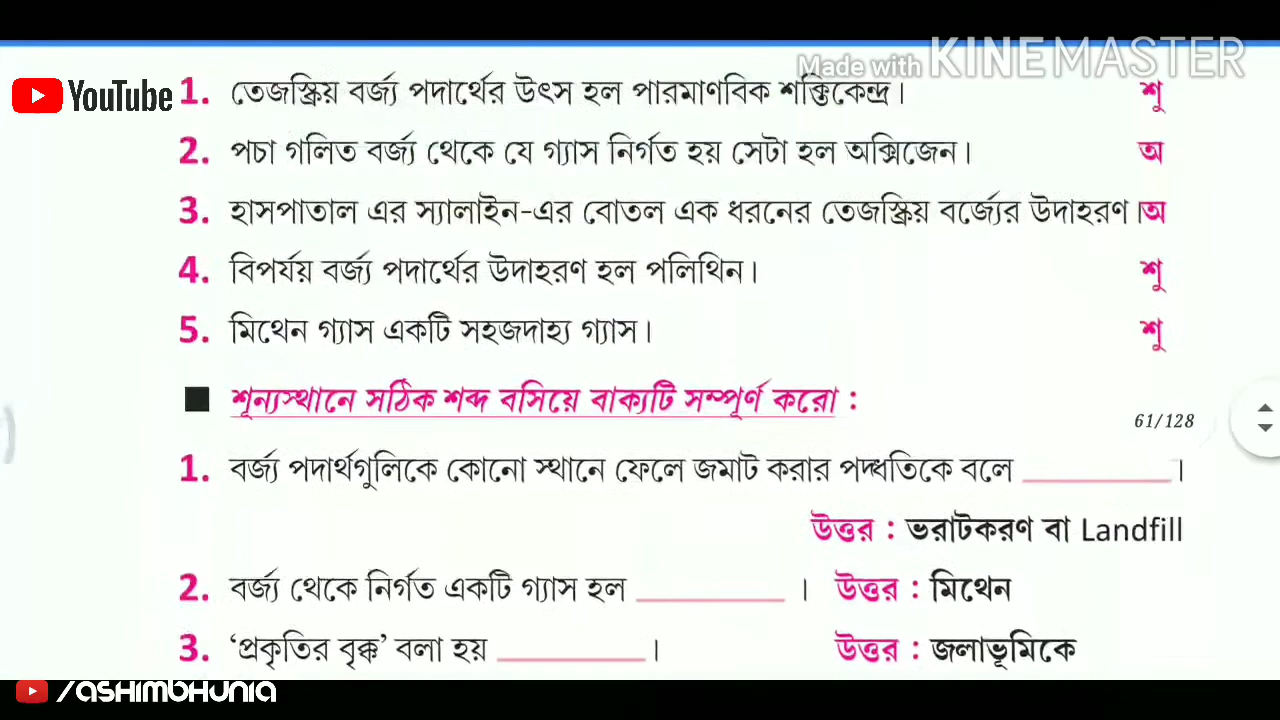 Made with KINEMASTER
YouTube
1. তেজস্ক্রিয় বর্জ্য পদার্থের উৎস হল পারমাণবিক শক্তিকেন্দ্র। শু
2. পচা গলিত বর্জ্য থেকে যে গ্যাস নির্গত হয় সেটা হল অক্সিজেন। অ
3. হাসপাতাল এর স্যালাইন-এর বোতল এক ধরনের তেজস্ক্রিয় বর্জ্যের উদাহরণ। অ
4. বিপর্যয় বর্জ্য পদার্থের উদাহরণ হল পলিথিন। শু
5. মিথেন গ্যাস একটি সহজদাহ্য গ্যাস। শু
■ শূন্যস্থানে সঠিক শব্দ বসিয়ে বাক্যটি সম্পূর্ণ করো :
61/128
1. বর্জ্য পদার্থগুলিকে কোনো স্থানে ফেলে জমাট করার পদ্ধতিকে বলে __________ ।
উত্তর : ভরাটকরণ বা Landfill
2. বর্জ্য থেকে নির্গত একটি গ্যাস হল __________ । উত্তর : মিথেন
3. ‘প্রকৃতির বৃক্ক’ বলা হয় __________ । উত্তর : জলাভূমিকে
/ASHIMBHUNIA